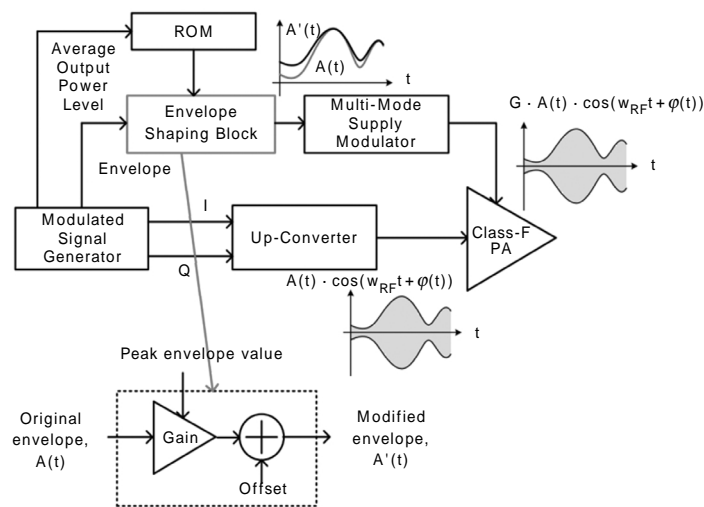 ROM
Average
Output
Power
Level
A'(t)
A(t)
t
Envelope
Shaping Block
Multi-Mode
Supply
Modulator
G · A(t) · cos(w_RF t + φ(t))
t
Envelope
Modulated
Signal
Generator
I
Q
Up-Converter
Class-F
PA
A(t) · cos(w_RF t + φ(t))
t
Peak envelope value
Original
envelope,
A(t)
Gain
Offset
Modified
envelope,
A'(t)